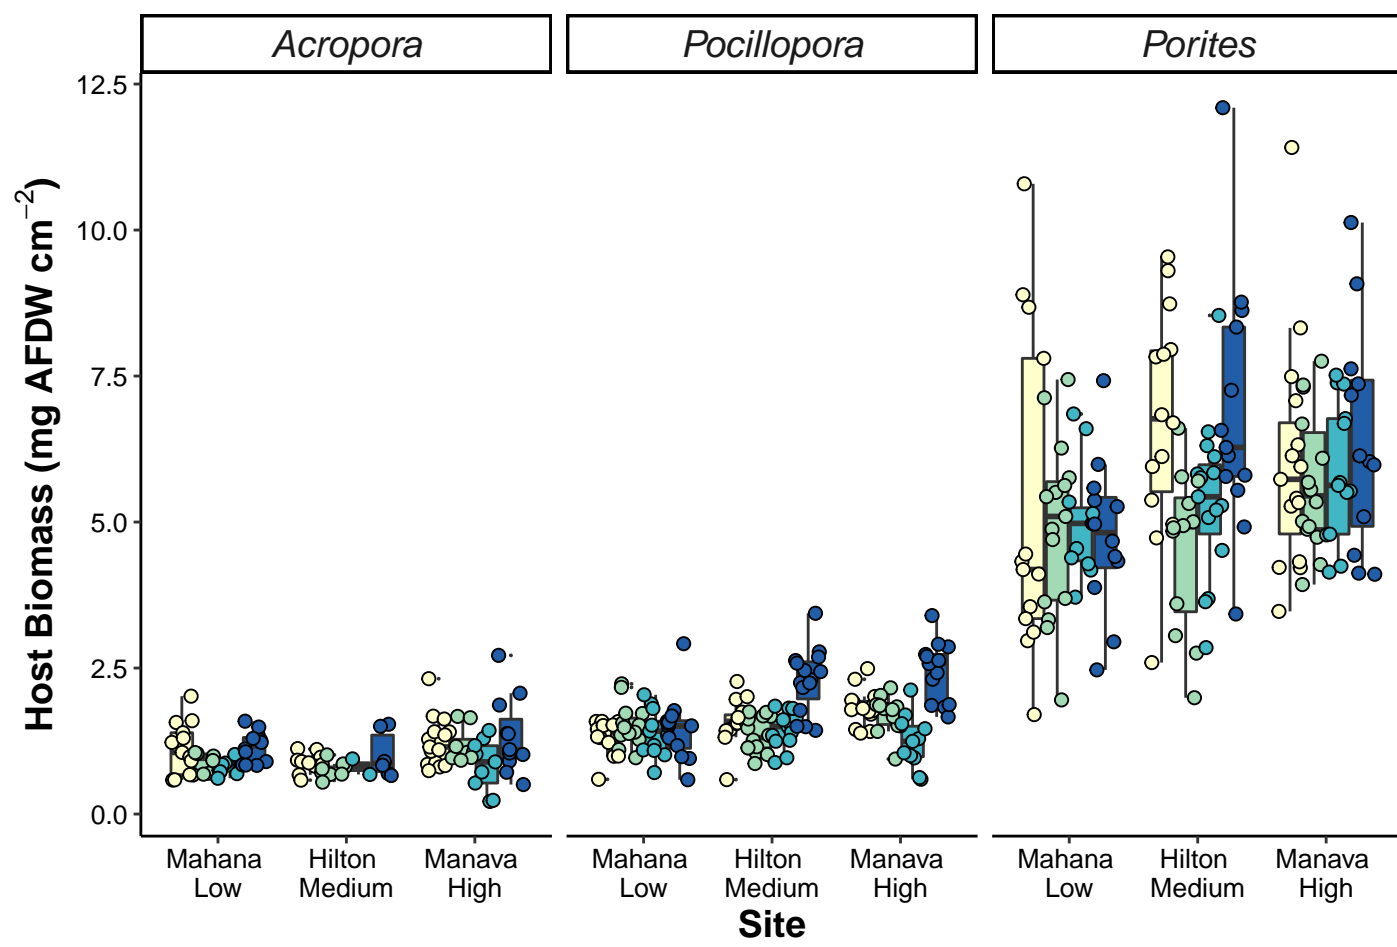 Acropora
Pocillopora
Porites
Host Biomass (mg AFDW cm⁻²)
12.5
10.0
7.5
5.0
2.5
0.0
Mahana Low
Hilton Medium
Manava High
Mahana Low
Hilton Medium
Manava High
Mahana Low
Hilton Medium
Manava High
Site